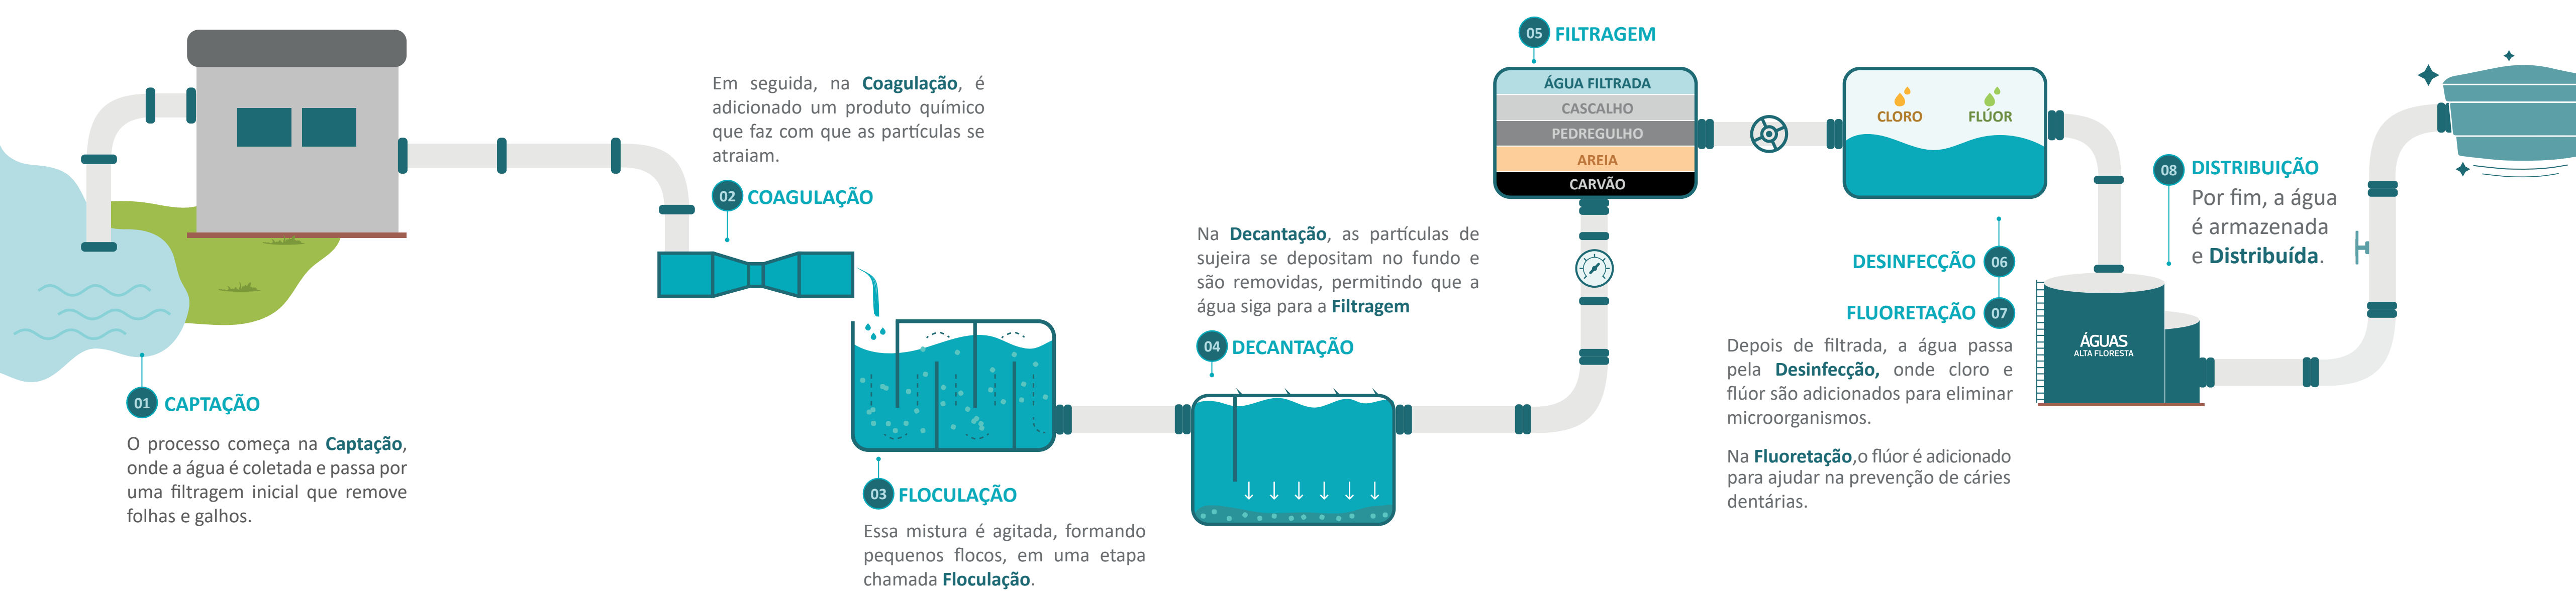 01 CAPTAÇÃO
O processo começa na Captação,
onde a água é coletada e passa por
uma filtragem inicial que remove
folhas e galhos.
Em seguida, na Coagulação, é
adicionado um produto químico
que faz com que as partículas se
atraiam.
02 COAGULAÇÃO
03 FLOCULAÇÃO
Essa mistura é agitada, formando
pequenos flocos, em uma etapa
chamada Floculação.
Na Decantação, as partículas de
sujeira se depositam no fundo e
são removidas, permitindo que a
água siga para a Filtragem
04 DECANTAÇÃO
05 FILTRAGEM
ÁGUA FILTRADA
CASCALHO
PEDREGULHO
AREIA
CARVÃO
CLORO
FLÚOR
DESINFECÇÃO 06
FLUORETAÇÃO 07
Depois de filtrada, a água passa
pela Desinfecção, onde cloro e
flúor são adicionados para eliminar
microorganismos.
Na Fluoretação,o flúor é adicionado
para ajudar na prevenção de cáries
dentárias.
08 DISTRIBUIÇÃO
Por fim, a água
é armazenada
e Distribuída.
ÁGUAS
ALTA FLORESTA